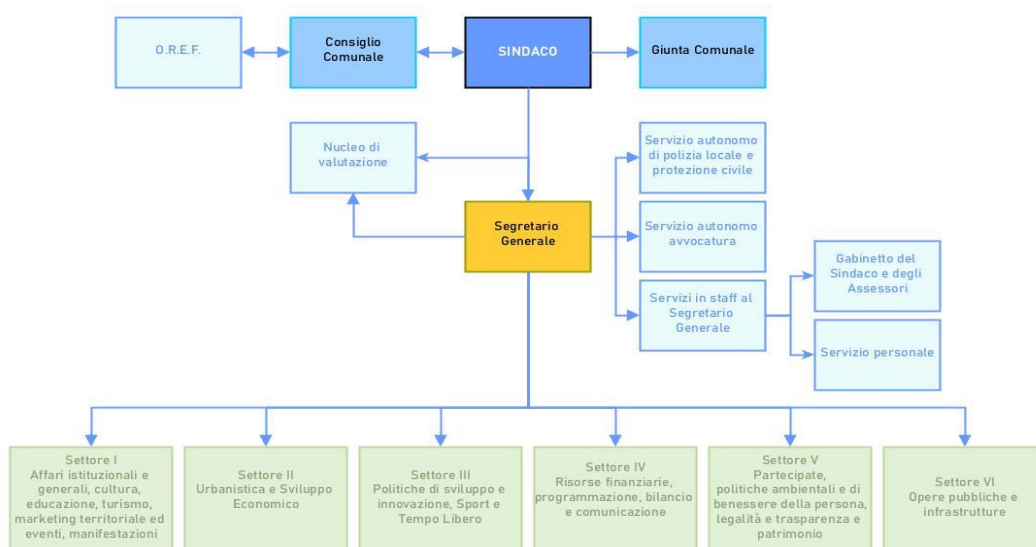 O.R.E.F.
Consiglio
Comunale
SINDACO
Giunta Comunale
Nucleo di
valutazione
Servizio autonomo
di polizia locale e
protezione civile
Segretario
Generale
Servizio autonomo
avvocatura
Servizi in staff al
Segretario
Generale
Gabinetto del
Sindaco e degli
Assessori
Servizio personale
Settore I
Affari istituzionali e
generali, cultura,
educazione, turismo,
marketing territoriale ed
eventi, manifestazioni
Settore II
Urbanistica e Sviluppo
Economico
Settore III
Politiche di sviluppo e
innovazione, Sport e
Tempo Libero
Settore IV
Risorse finanziarie,
programmazione, bilancio
e comunicazione
Settore V
Partecipate,
politiche ambientali e di
benessere della persona,
legalità e trasparenza e
patrimonio
Settore VI
Opere pubbliche e
infrastrutture